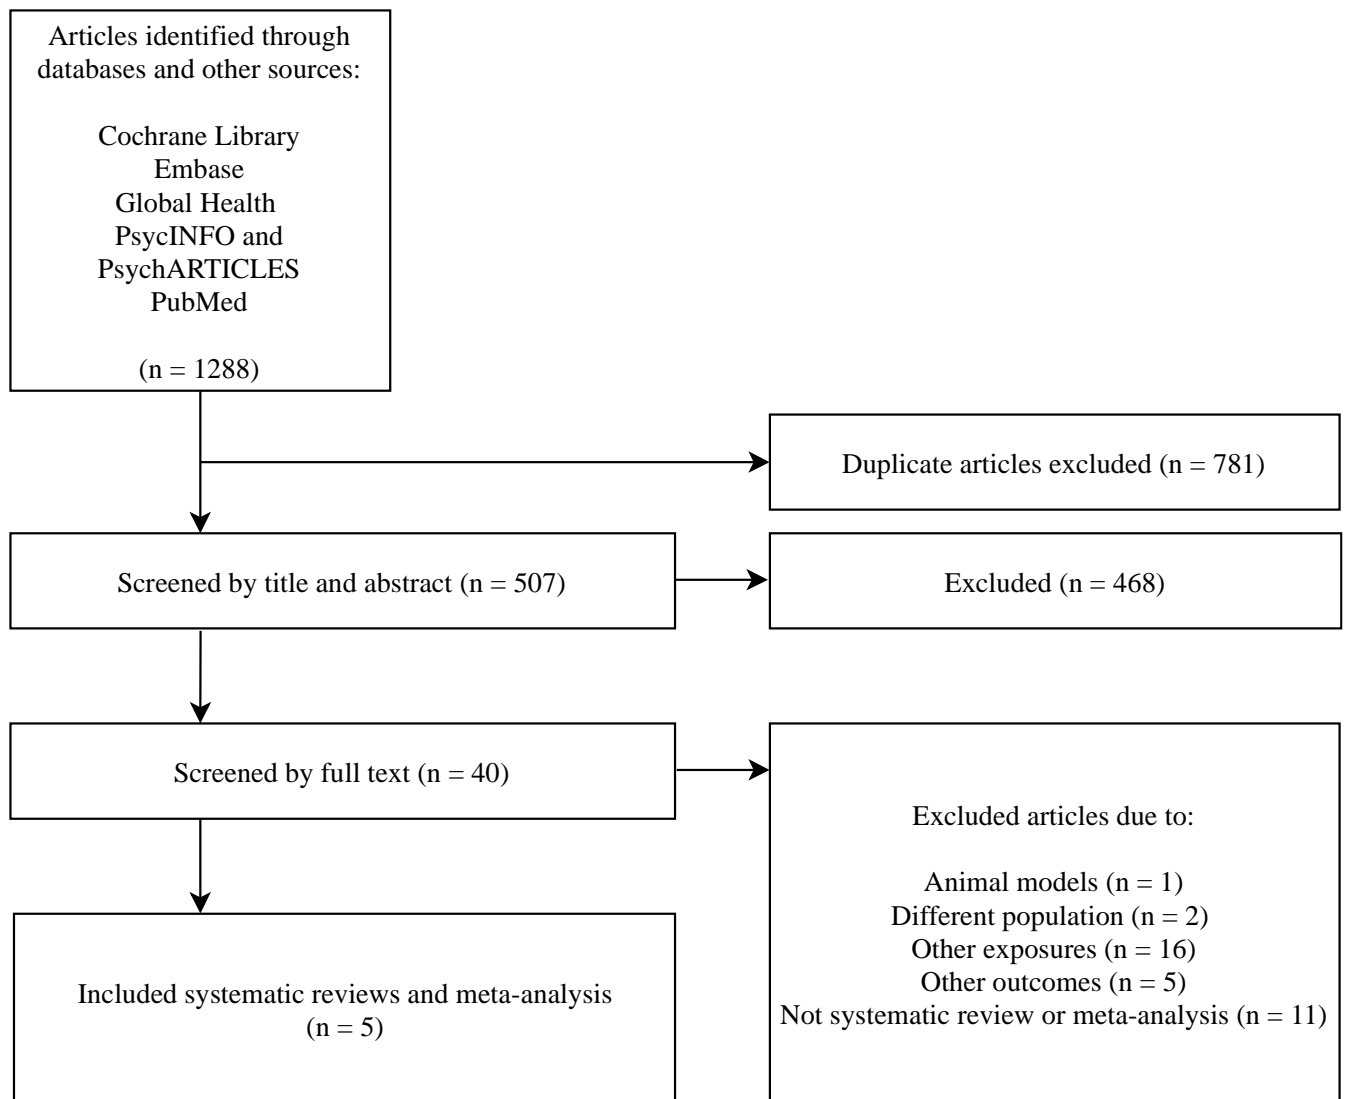 Articles identified through
databases and other sources:
Cochrane Library
Embase
Global Health
PsycINFO and
PsychARTICLES
PubMed
(n = 1288)
Duplicate articles excluded (n = 781)
Screened by title and abstract (n = 507)
Excluded (n = 468)
Screened by full text (n = 40)
Excluded articles due to:
Animal models (n = 1)
Different population (n = 2)
Other exposures (n = 16)
Other outcomes (n = 5)
Not systematic review or meta-analysis (n = 11)
Included systematic reviews and meta-analysis
(n = 5)